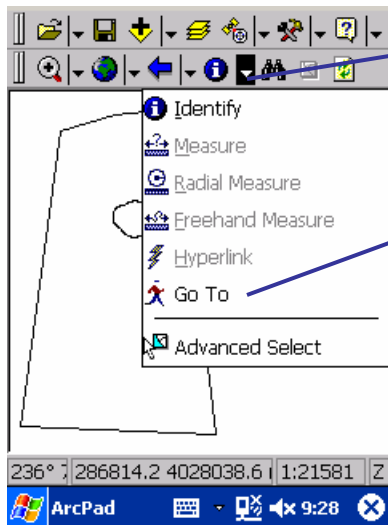 Identify
Measure
Radial Measure
Freehand Measure
Hyperlink
Go To
Advanced Select
236° 286814.2 4028038.6 1:21581 Z
ArcPad 9:28